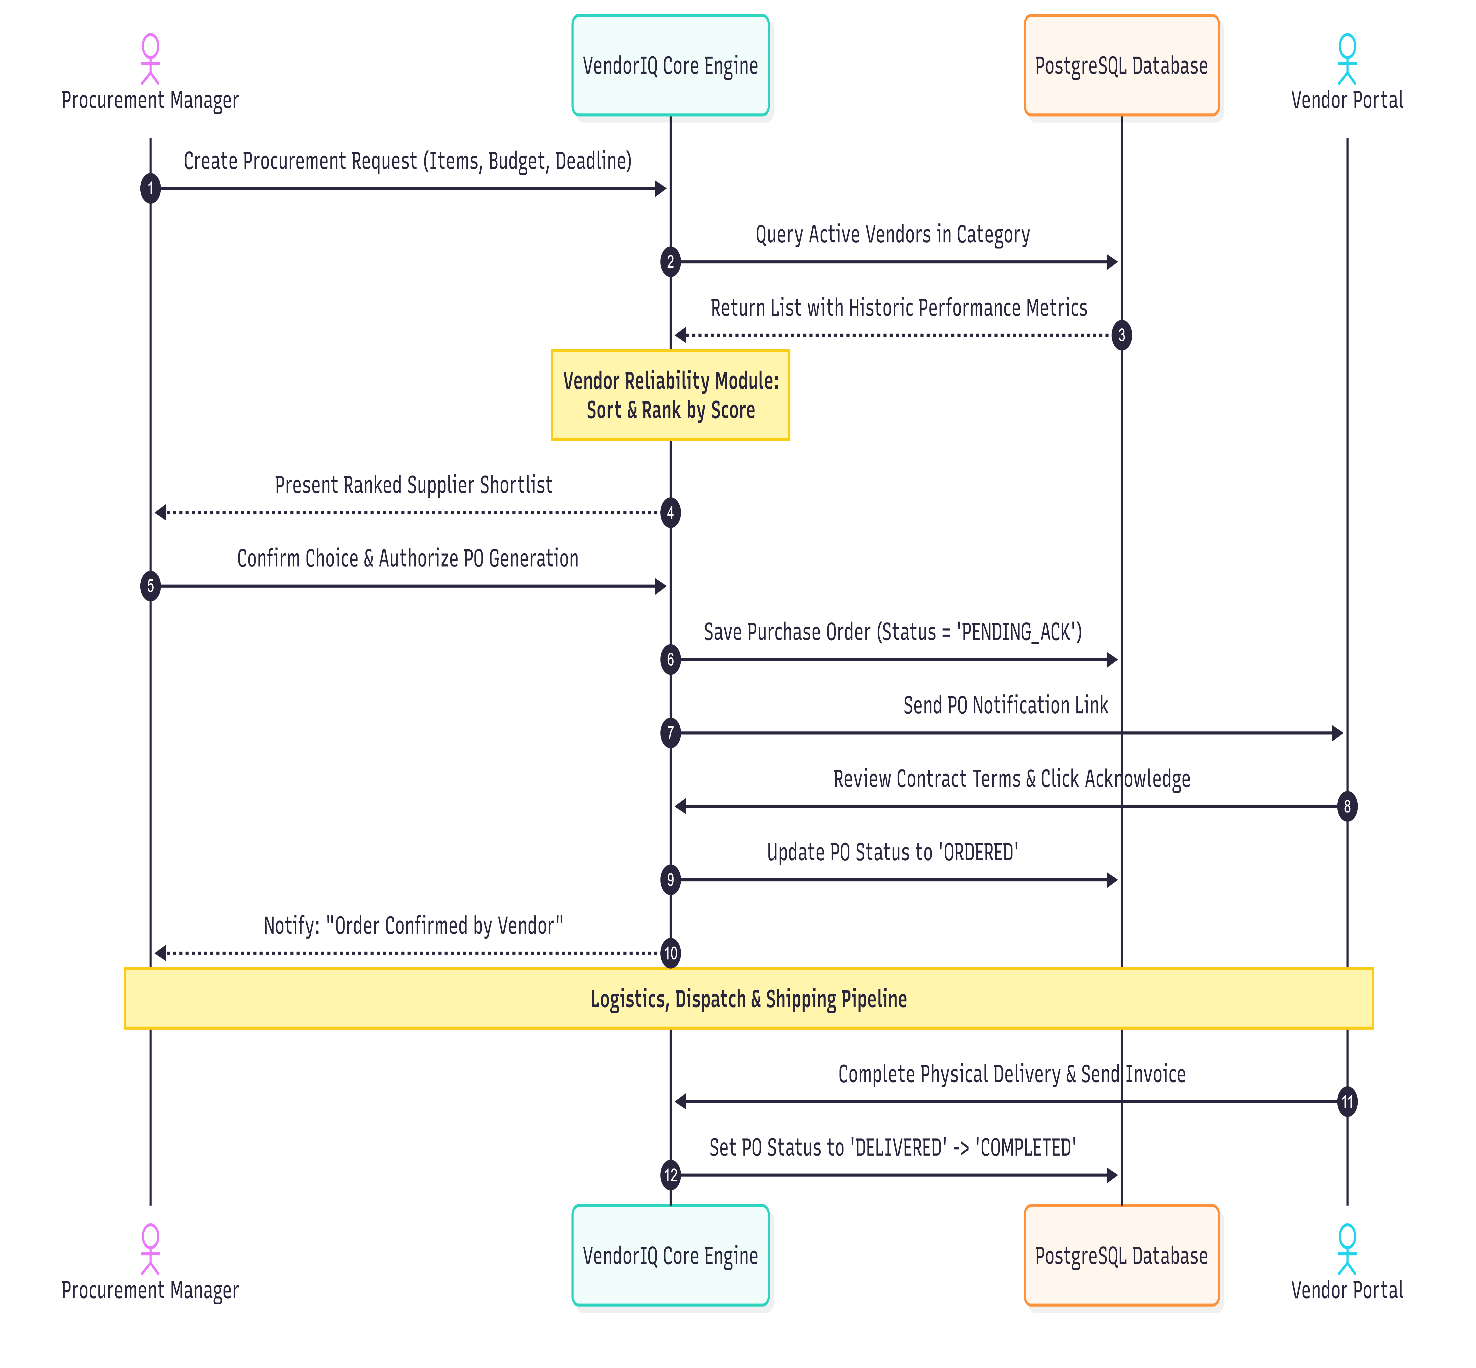 Procurement Manager
VendorIQ Core Engine
PostgreSQL Database
Vendor Portal
Create Procurement Request (Items, Budget, Deadline)
1
Query Active Vendors in Category
2
Return List with Historic Performance Metrics
3
Vendor Reliability Module:
Sort & Rank by Score
Present Ranked Supplier Shortlist
4
Confirm Choice & Authorize PO Generation
5
Save Purchase Order (Status = 'PENDING_ACK')
6
Send PO Notification Link
7
Review Contract Terms & Click Acknowledge
8
Update PO Status to 'ORDERED'
9
Notify: "Order Confirmed by Vendor"
10
Logistics, Dispatch & Shipping Pipeline
Complete Physical Delivery & Send Invoice
11
Set PO Status to 'DELIVERED' -> 'COMPLETED'
12
Procurement Manager
VendorIQ Core Engine
PostgreSQL Database
Vendor Portal